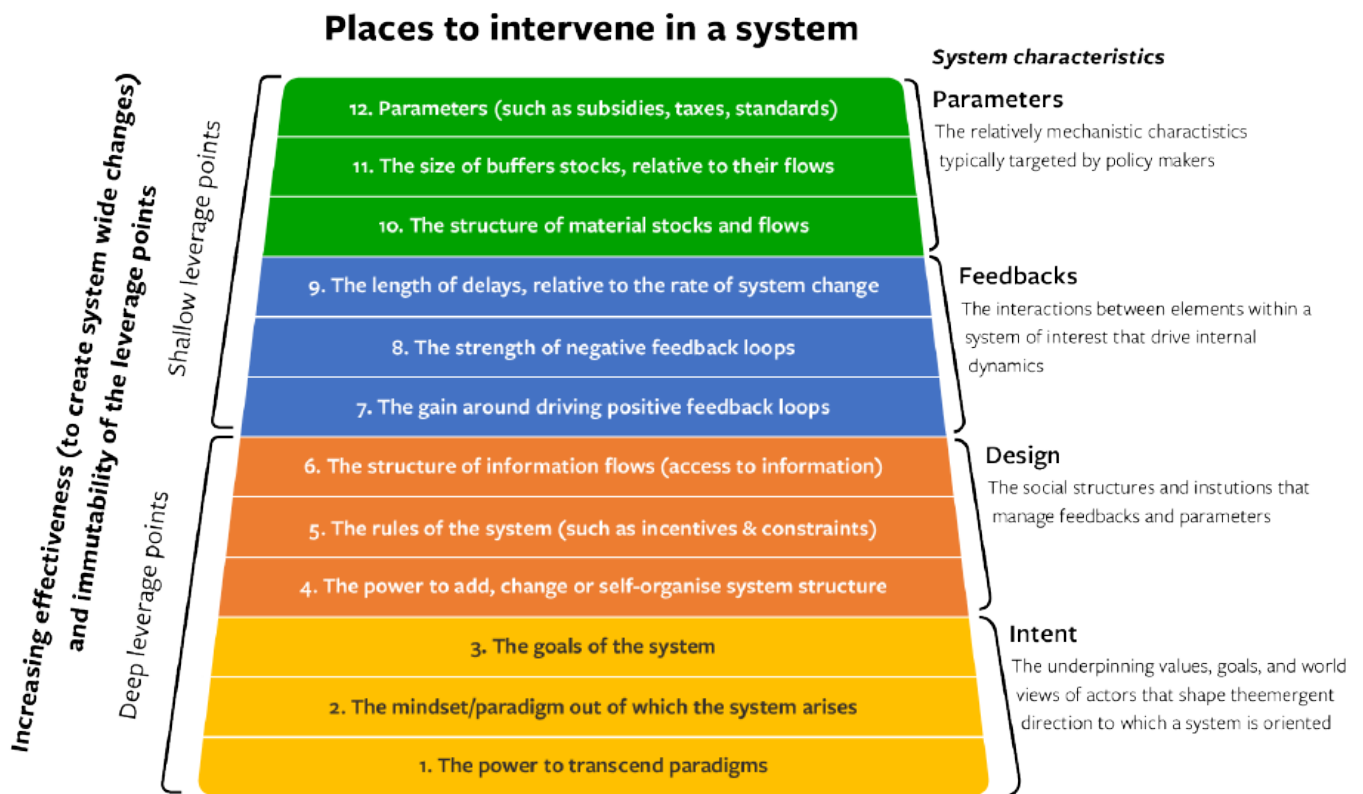 Places to intervene in a system
System characteristics
Increasing effectiveness (to create system wide changes)
and immutability of the leverage points
Shallow leverage points
Deep leverage points
12. Parameters (such as subsidies, taxes, standards)
11. The size of buffers stocks, relative to their flows
10. The structure of material stocks and flows
9. The length of delays, relative to the rate of system change
8. The strength of negative feedback loops
7. The gain around driving positive feedback loops
6. The structure of information flows (access to information)
5. The rules of the system (such as incentives & constraints)
4. The power to add, change or self-organise system structure
3. The goals of the system
2. The mindset/paradigm out of which the system arises
1. The power to transcend paradigms
Parameters
The relatively mechanistic charactistics
typically targeted by policy makers
Feedbacks
The interactions between elements within a
system of interest that drive internal
dynamics
Design
The social structures and instutions that
manage feedbacks and parameters
Intent
The underpinning values, goals, and world
views of actors that shape theemergent
direction to which a system is oriented